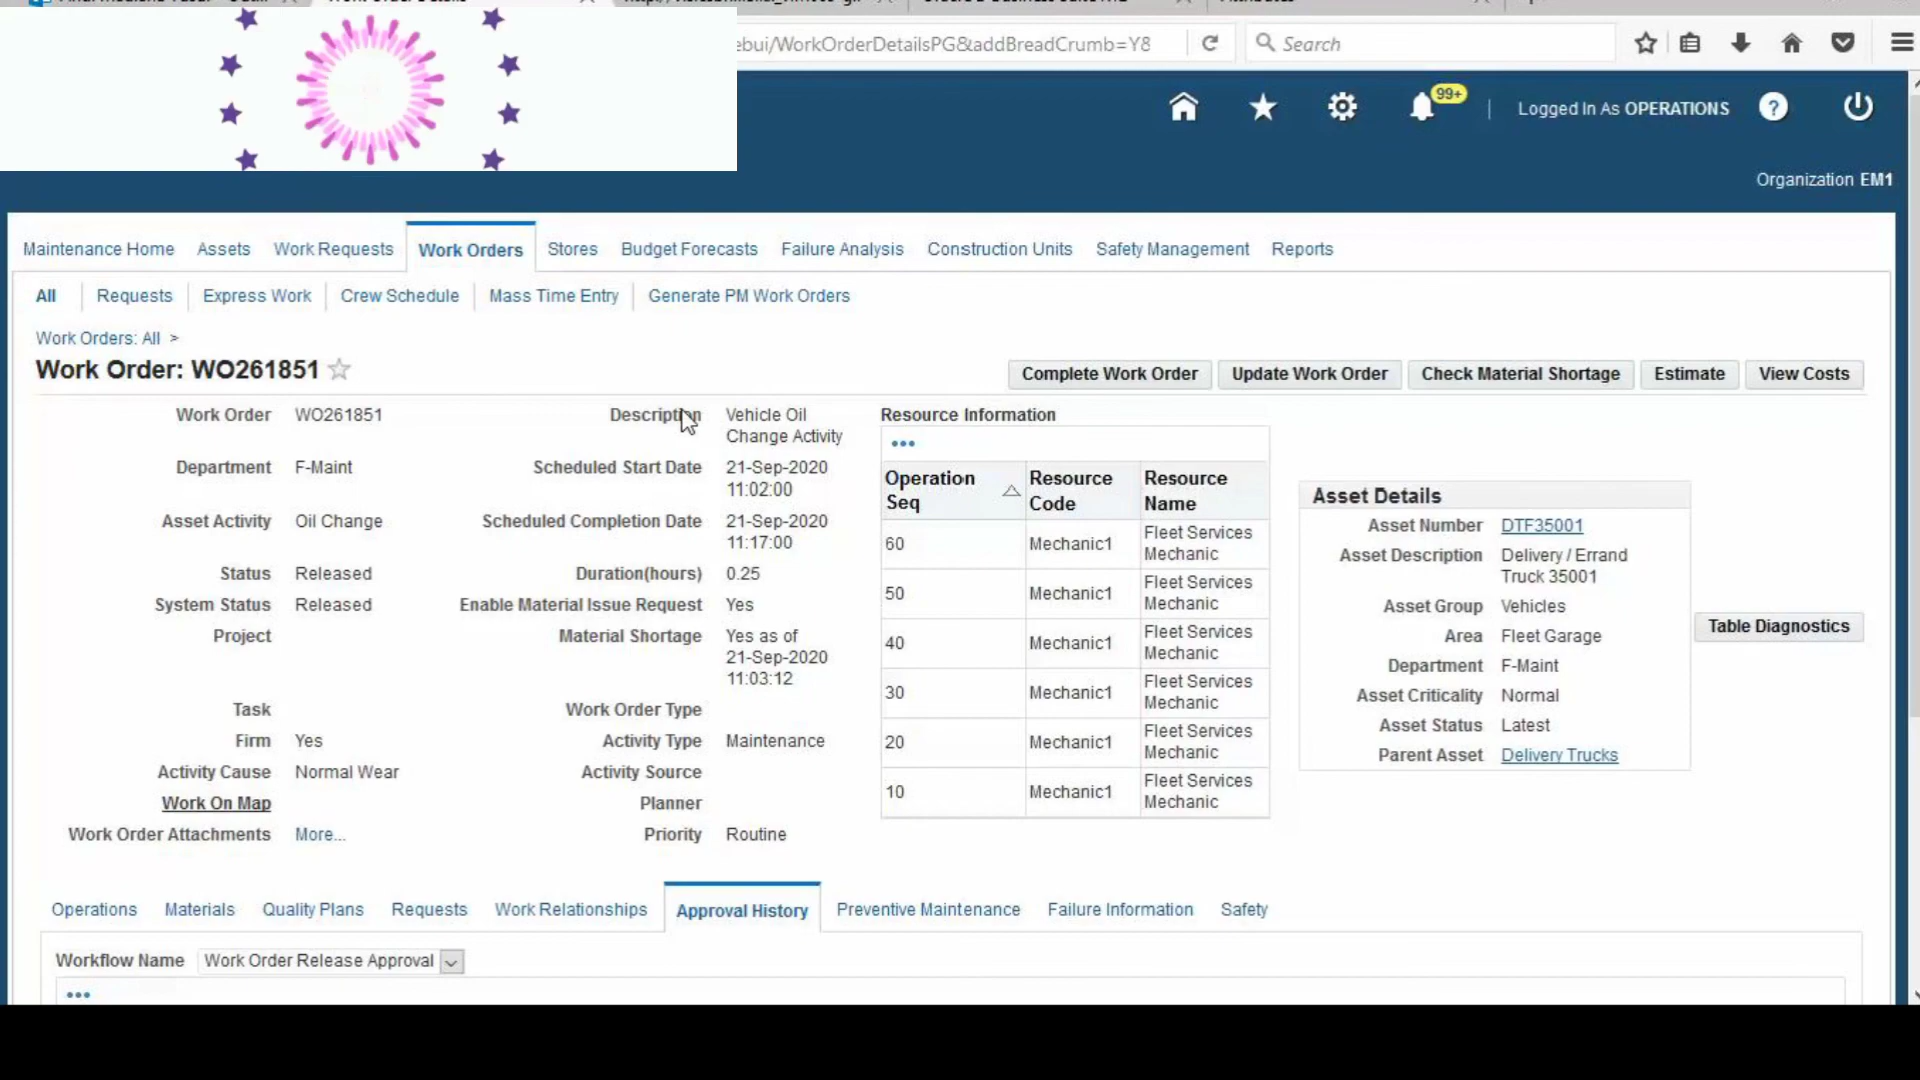 ebui/WorkOrderDetailsPG&addBreadCrumb=Y8
Search
99+
Logged In As OPERATIONS
Organization EM1
Maintenance Home Assets Work Requests Work Orders Stores Budget Forecasts Failure Analysis Construction Units Safety Management Reports
All Requests Express Work Crew Schedule Mass Time Entry Generate PM Work Orders
Work Orders: All >
Work Order: WO261851
Complete Work Order Update Work Order Check Material Shortage Estimate View Costs
Work Order WO261851
Department F-Maint
Asset Activity Oil Change
Status Released
System Status Released
Project
Task
Firm Yes
Activity Cause Normal Wear
Work On Map
Work Order Attachments More...
Description Vehicle Oil
Change Activity
Scheduled Start Date 21-Sep-2020
11:02:00
Scheduled Completion Date 21-Sep-2020
11:17:00
Duration(hours) 0.25
Enable Material Issue Request Yes
Material Shortage Yes as of
21-Sep-2020
11:03:12
Work Order Type
Activity Type Maintenance
Activity Source
Planner
Priority Routine
Resource Information
Operation Resource Resource
Seq Code Name
60 Mechanic1 Fleet Services
Mechanic
50 Mechanic1 Fleet Services
Mechanic
40 Mechanic1 Fleet Services
Mechanic
30 Mechanic1 Fleet Services
Mechanic
20 Mechanic1 Fleet Services
Mechanic
10 Mechanic1 Fleet Services
Mechanic
Asset Details
Asset Number DTF35001
Asset Description Delivery / Errand
Truck 35001
Asset Group Vehicles
Area Fleet Garage
Department F-Maint
Asset Criticality Normal
Asset Status Latest
Parent Asset Delivery Trucks
Table Diagnostics
Operations Materials Quality Plans Requests Work Relationships Approval History Preventive Maintenance Failure Information Safety
Workflow Name Work Order Release Approval